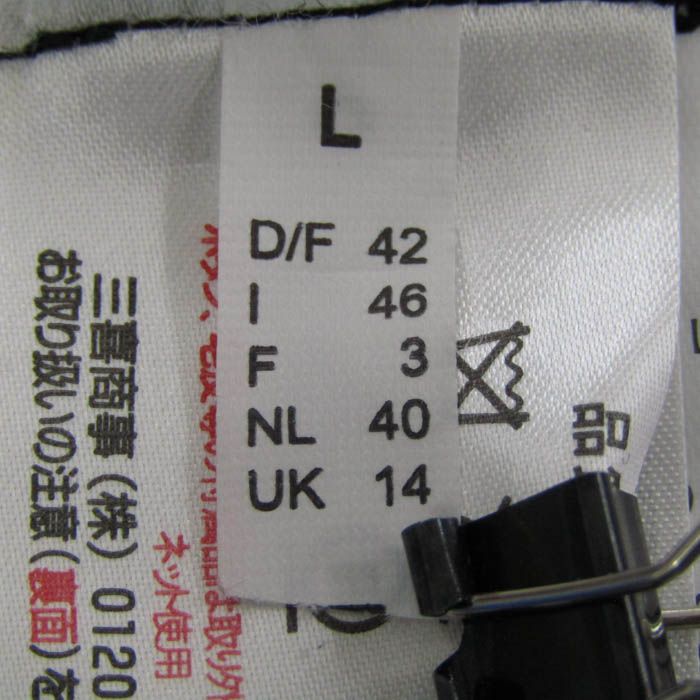 L
D/F 42
I 46
F 3
NL 40
UK 14
三喜商事(株) 0120
お取り扱いの注意(裏面)を
ネット使用
品